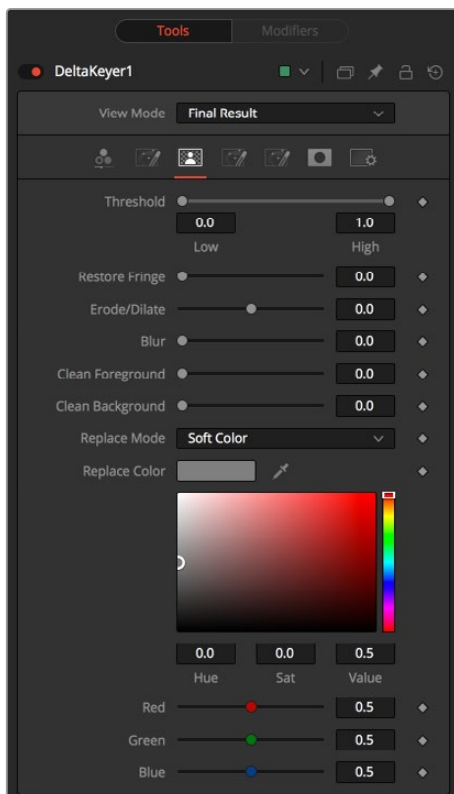 Tools Modifiers
DeltaKeyer1
View Mode Final Result
Threshold
0.0 1.0
Low High
Restore Fringe 0.0
Erode/Dilate 0.0
Blur 0.0
Clean Foreground 0.0
Clean Background 0.0
Replace Mode Soft Color
Replace Color
0.0 0.0 0.5
Hue Sat Value
Red 0.5
Green 0.5
Blue 0.5